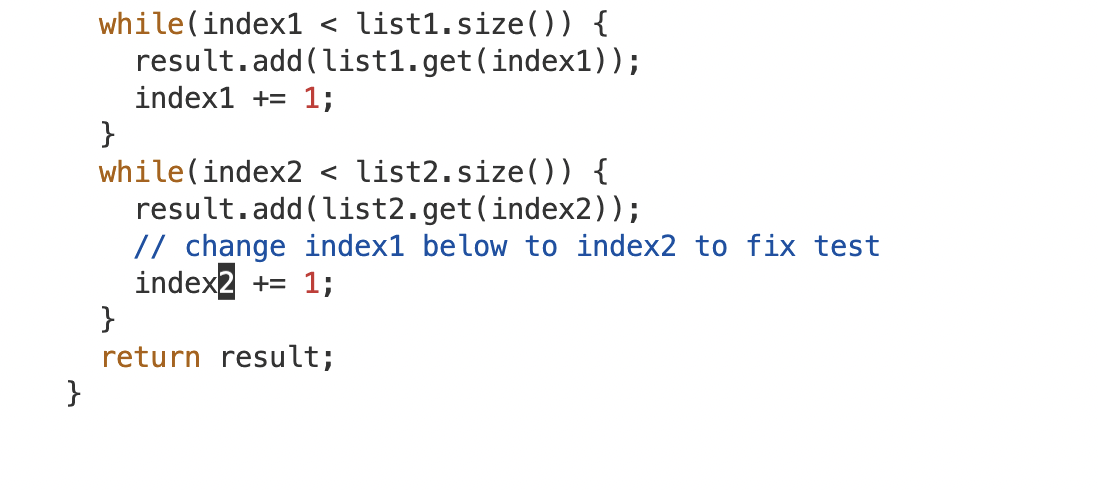 while(index1 < list1.size()) {
result.add(list1.get(index1));
index1 += 1;
}
while(index2 < list2.size()) {
result.add(list2.get(index2));
// change index1 below to index2 to fix test
index2 += 1;
}
return result;
}